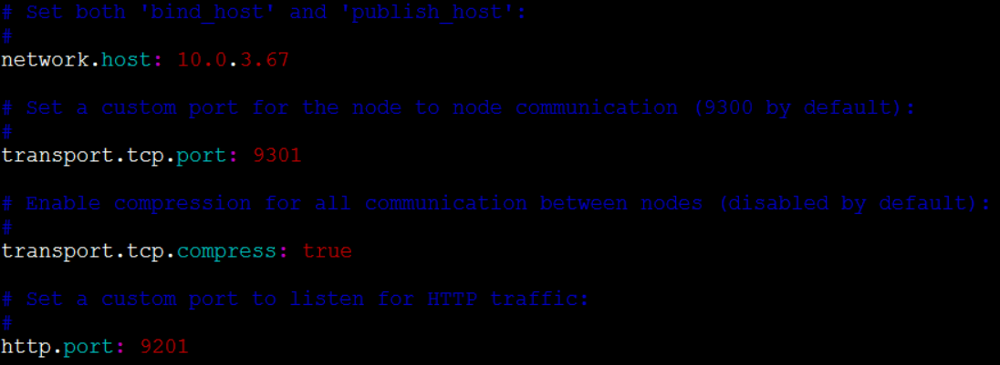 # Set both 'bind_host' and 'publish_host':
#
network.host: 10.0.3.67
# Set a custom port for the node to node communication (9300 by default):
#
transport.tcp.port: 9301
# Enable compression for all communication between nodes (disabled by default):
#
transport.tcp.compress: true
# Set a custom port to listen for HTTP traffic:
#
http.port: 9201